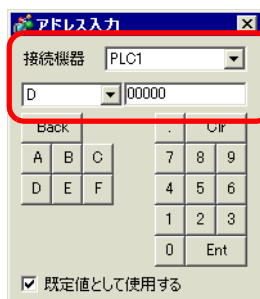 アドレス入力
接続機器 PLC1
D 00000
Back . Clr
A B C 7 8 9
D E F 4 5 6
1 2 3
0 Ent
既定値として使用する